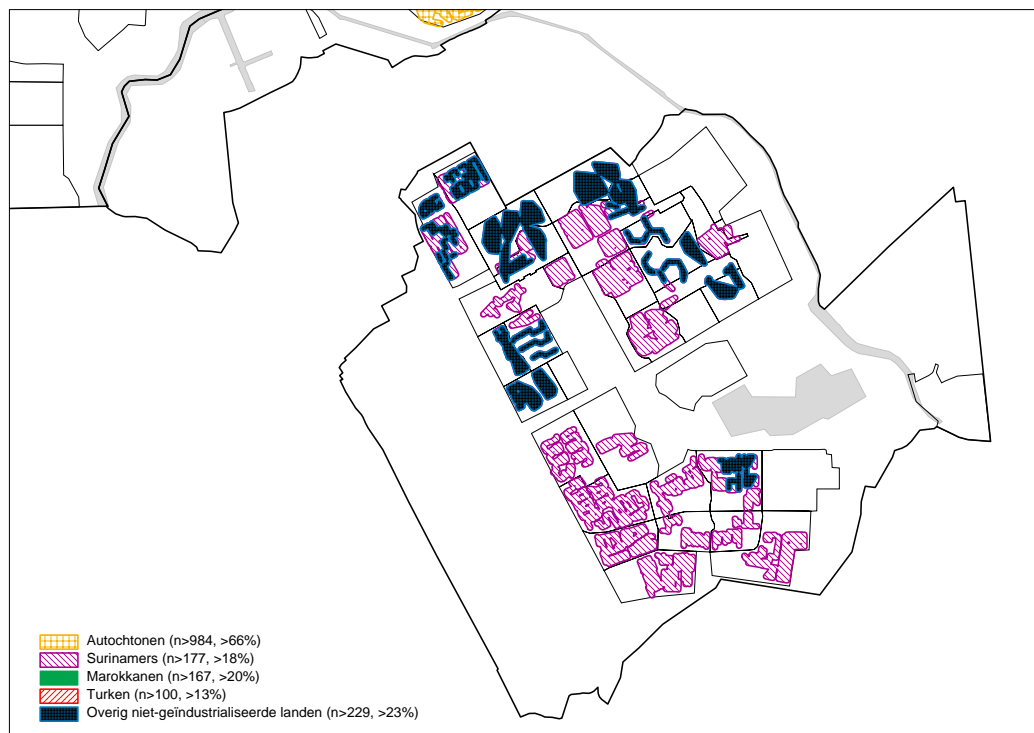 Autochtonen (n>984, >66%)
Surinamers (n>177, >18%)
Marokkanen (n>167, >20%)
Turken (n>100, >13%)
Overig niet-geïndustrialiseerde landen (n>229, >23%)